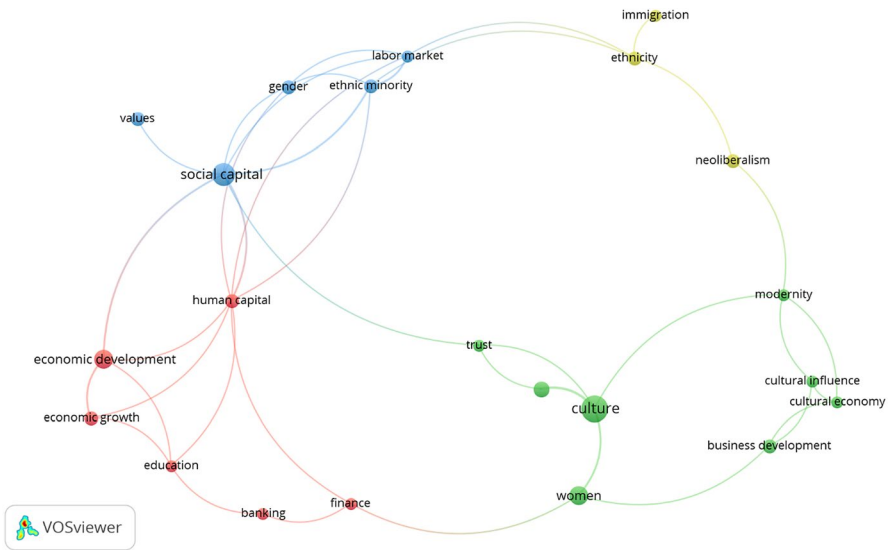 immigration
labor market
ethnicity
gender
ethnic minority
values
neoliberalism
social capital
modernity
human capital
trust
economic development
cultural influence
cultural economy
culture
economic growth
business development
education
women
finance
banking
VOSviewer